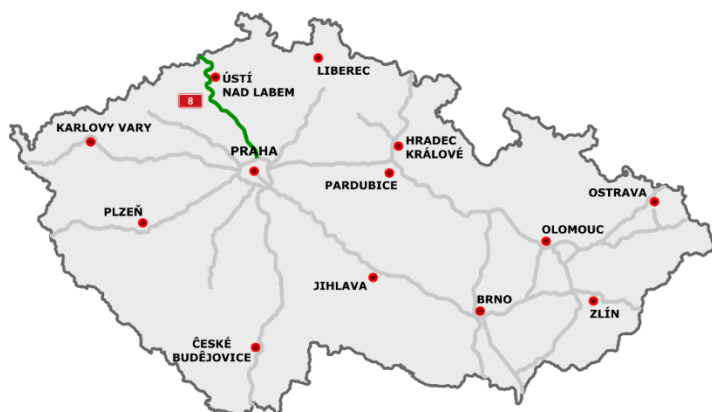 LIBEREC
ÚSTÍ
NAD LABEM
8
KARLOVY VARY
PRAHA
HRADEC
KRÁLOVÉ
PARDUBICE
OSTRAVA
PLZEŇ
OLOMOUC
JIHLAVA
BRNO
ZLÍN
ČESKÉ
BUDĚJOVICE